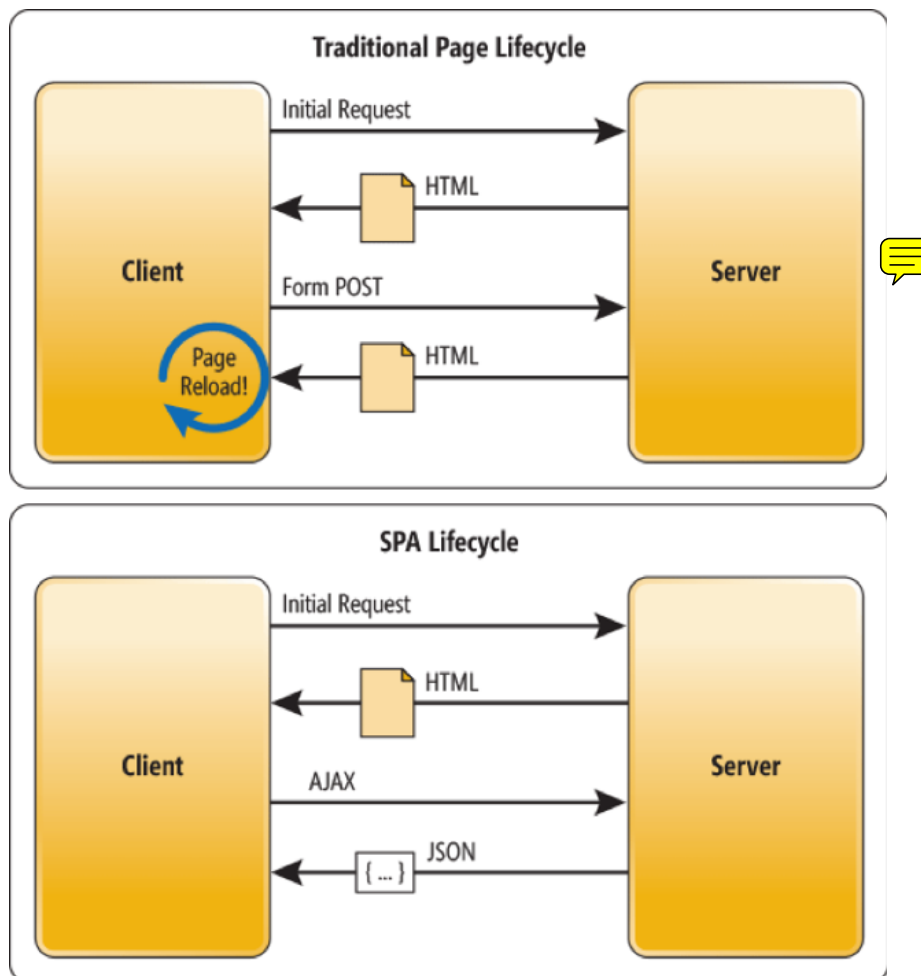 Traditional Page Lifecycle
Initial Request
HTML
Client
Server
Form POST
HTML
Page
Reload!
SPA Lifecycle
Initial Request
HTML
Client
Server
AJAX
JSON
{ ... }